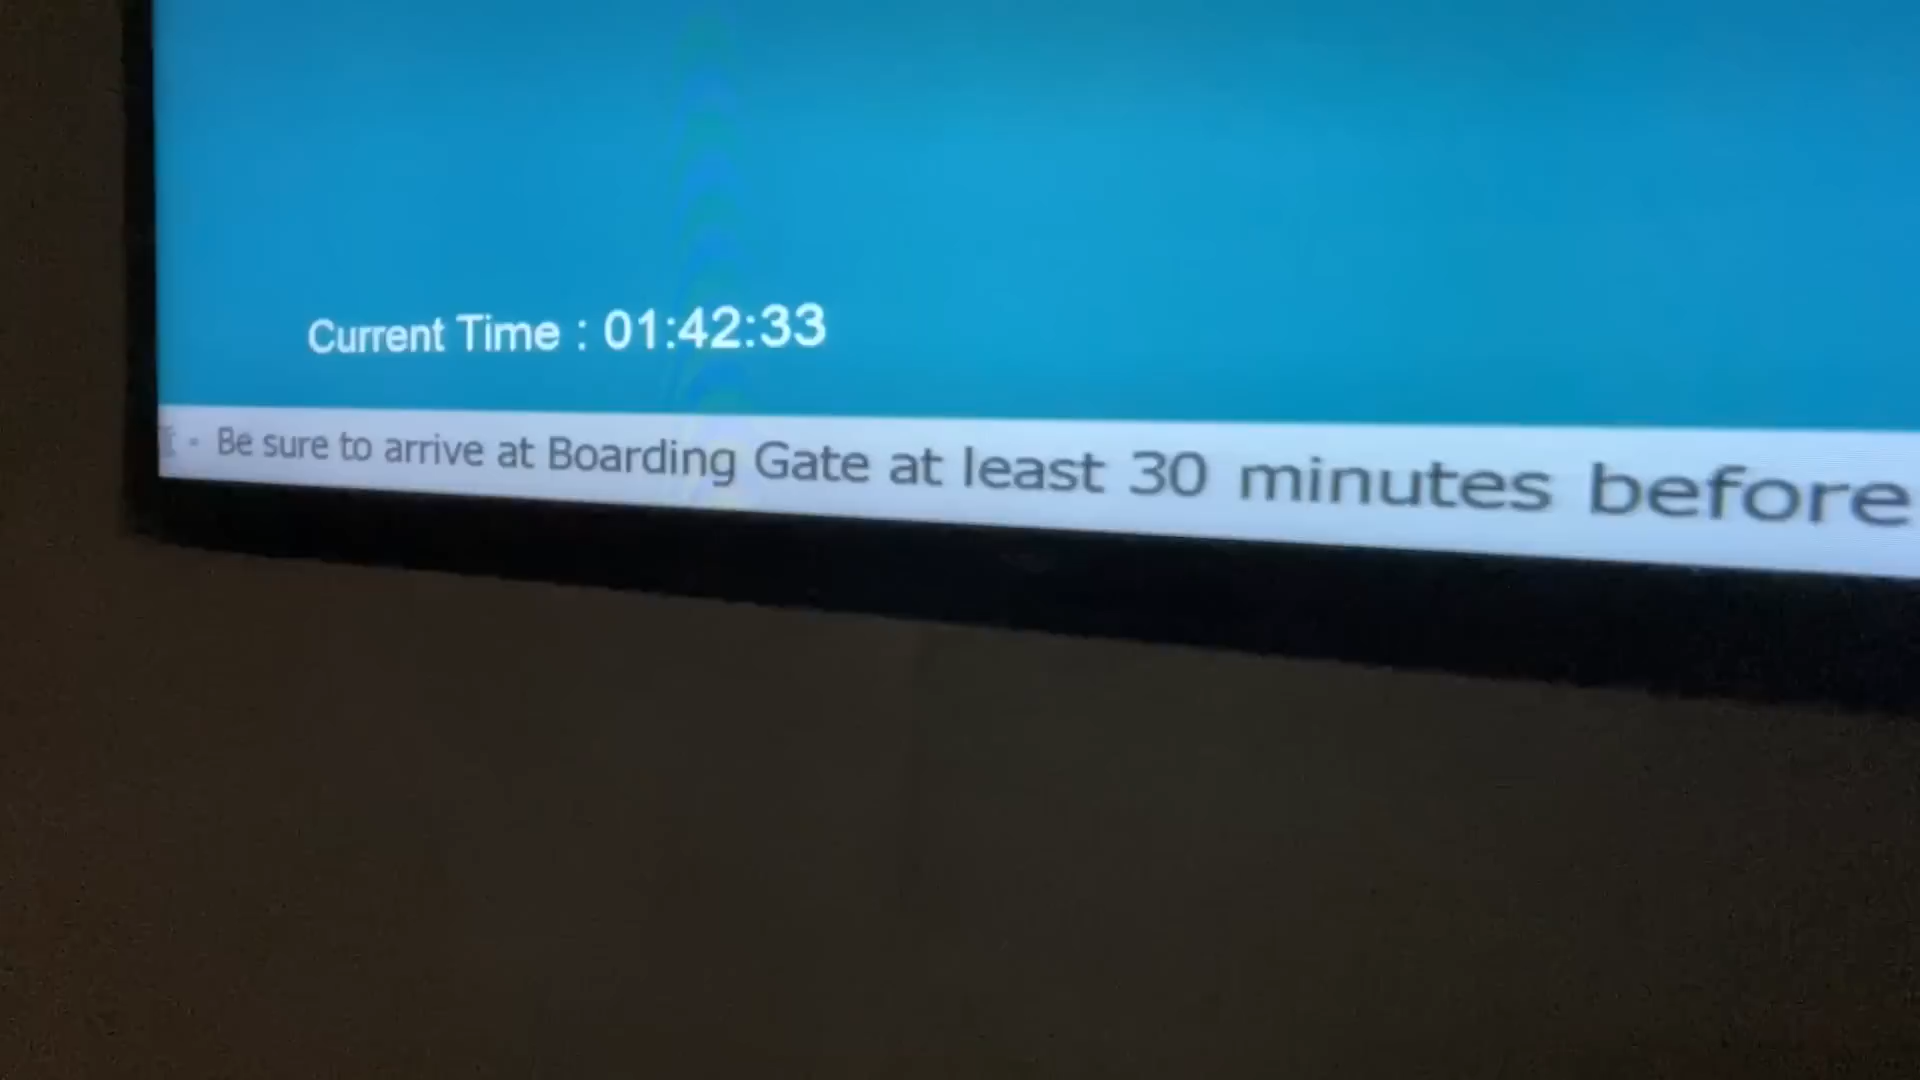 Current Time : 01:42:33
- Be sure to arrive at Boarding Gate at least 30 minutes before